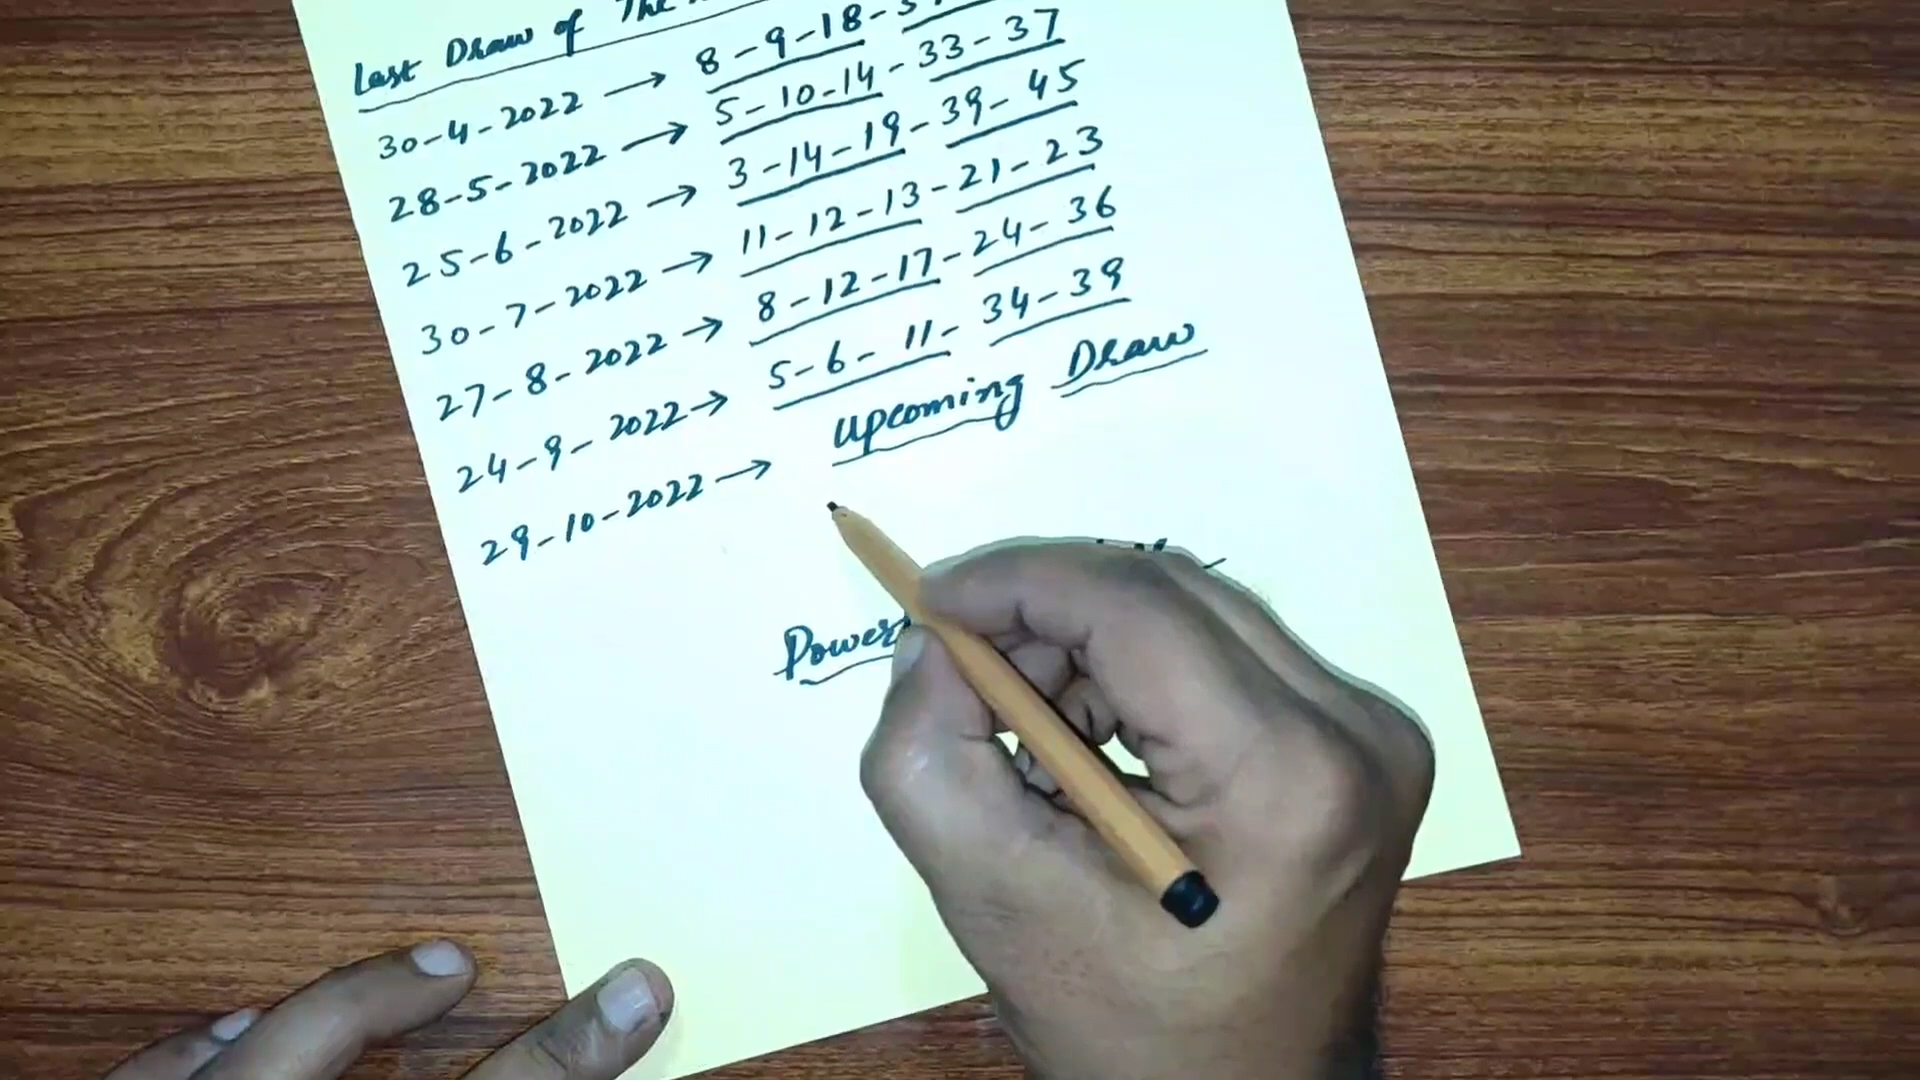 Last Draw of The
30-4-2022 → 8-9-18-
28-5-2022 → 5-10-14-33-37
25-6-2022 → 3-14-19-39-45
30-7-2022 → 11-12-13-21-23
27-8-2022 → 8-12-17-24-36
24-9-2022 → 5-6-11-34-39
29-10-2022 → Upcoming Draw